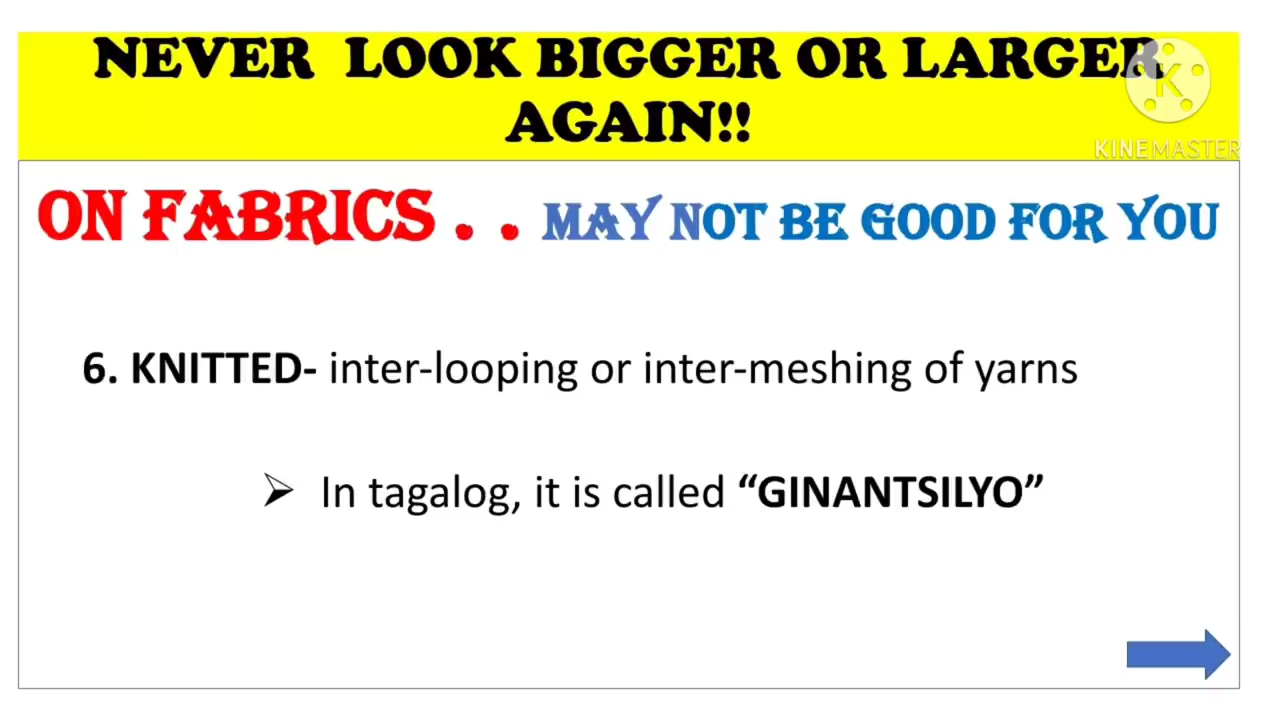 NEVER LOOK BIGGER OR LARGER
AGAIN!!
K
KINEMASTER
ON FABRICS . . MAY NOT BE GOOD FOR YOU
6. KNITTED- inter-looping or inter-meshing of yarns
➢ In tagalog, it is called “GINANTSILYO”